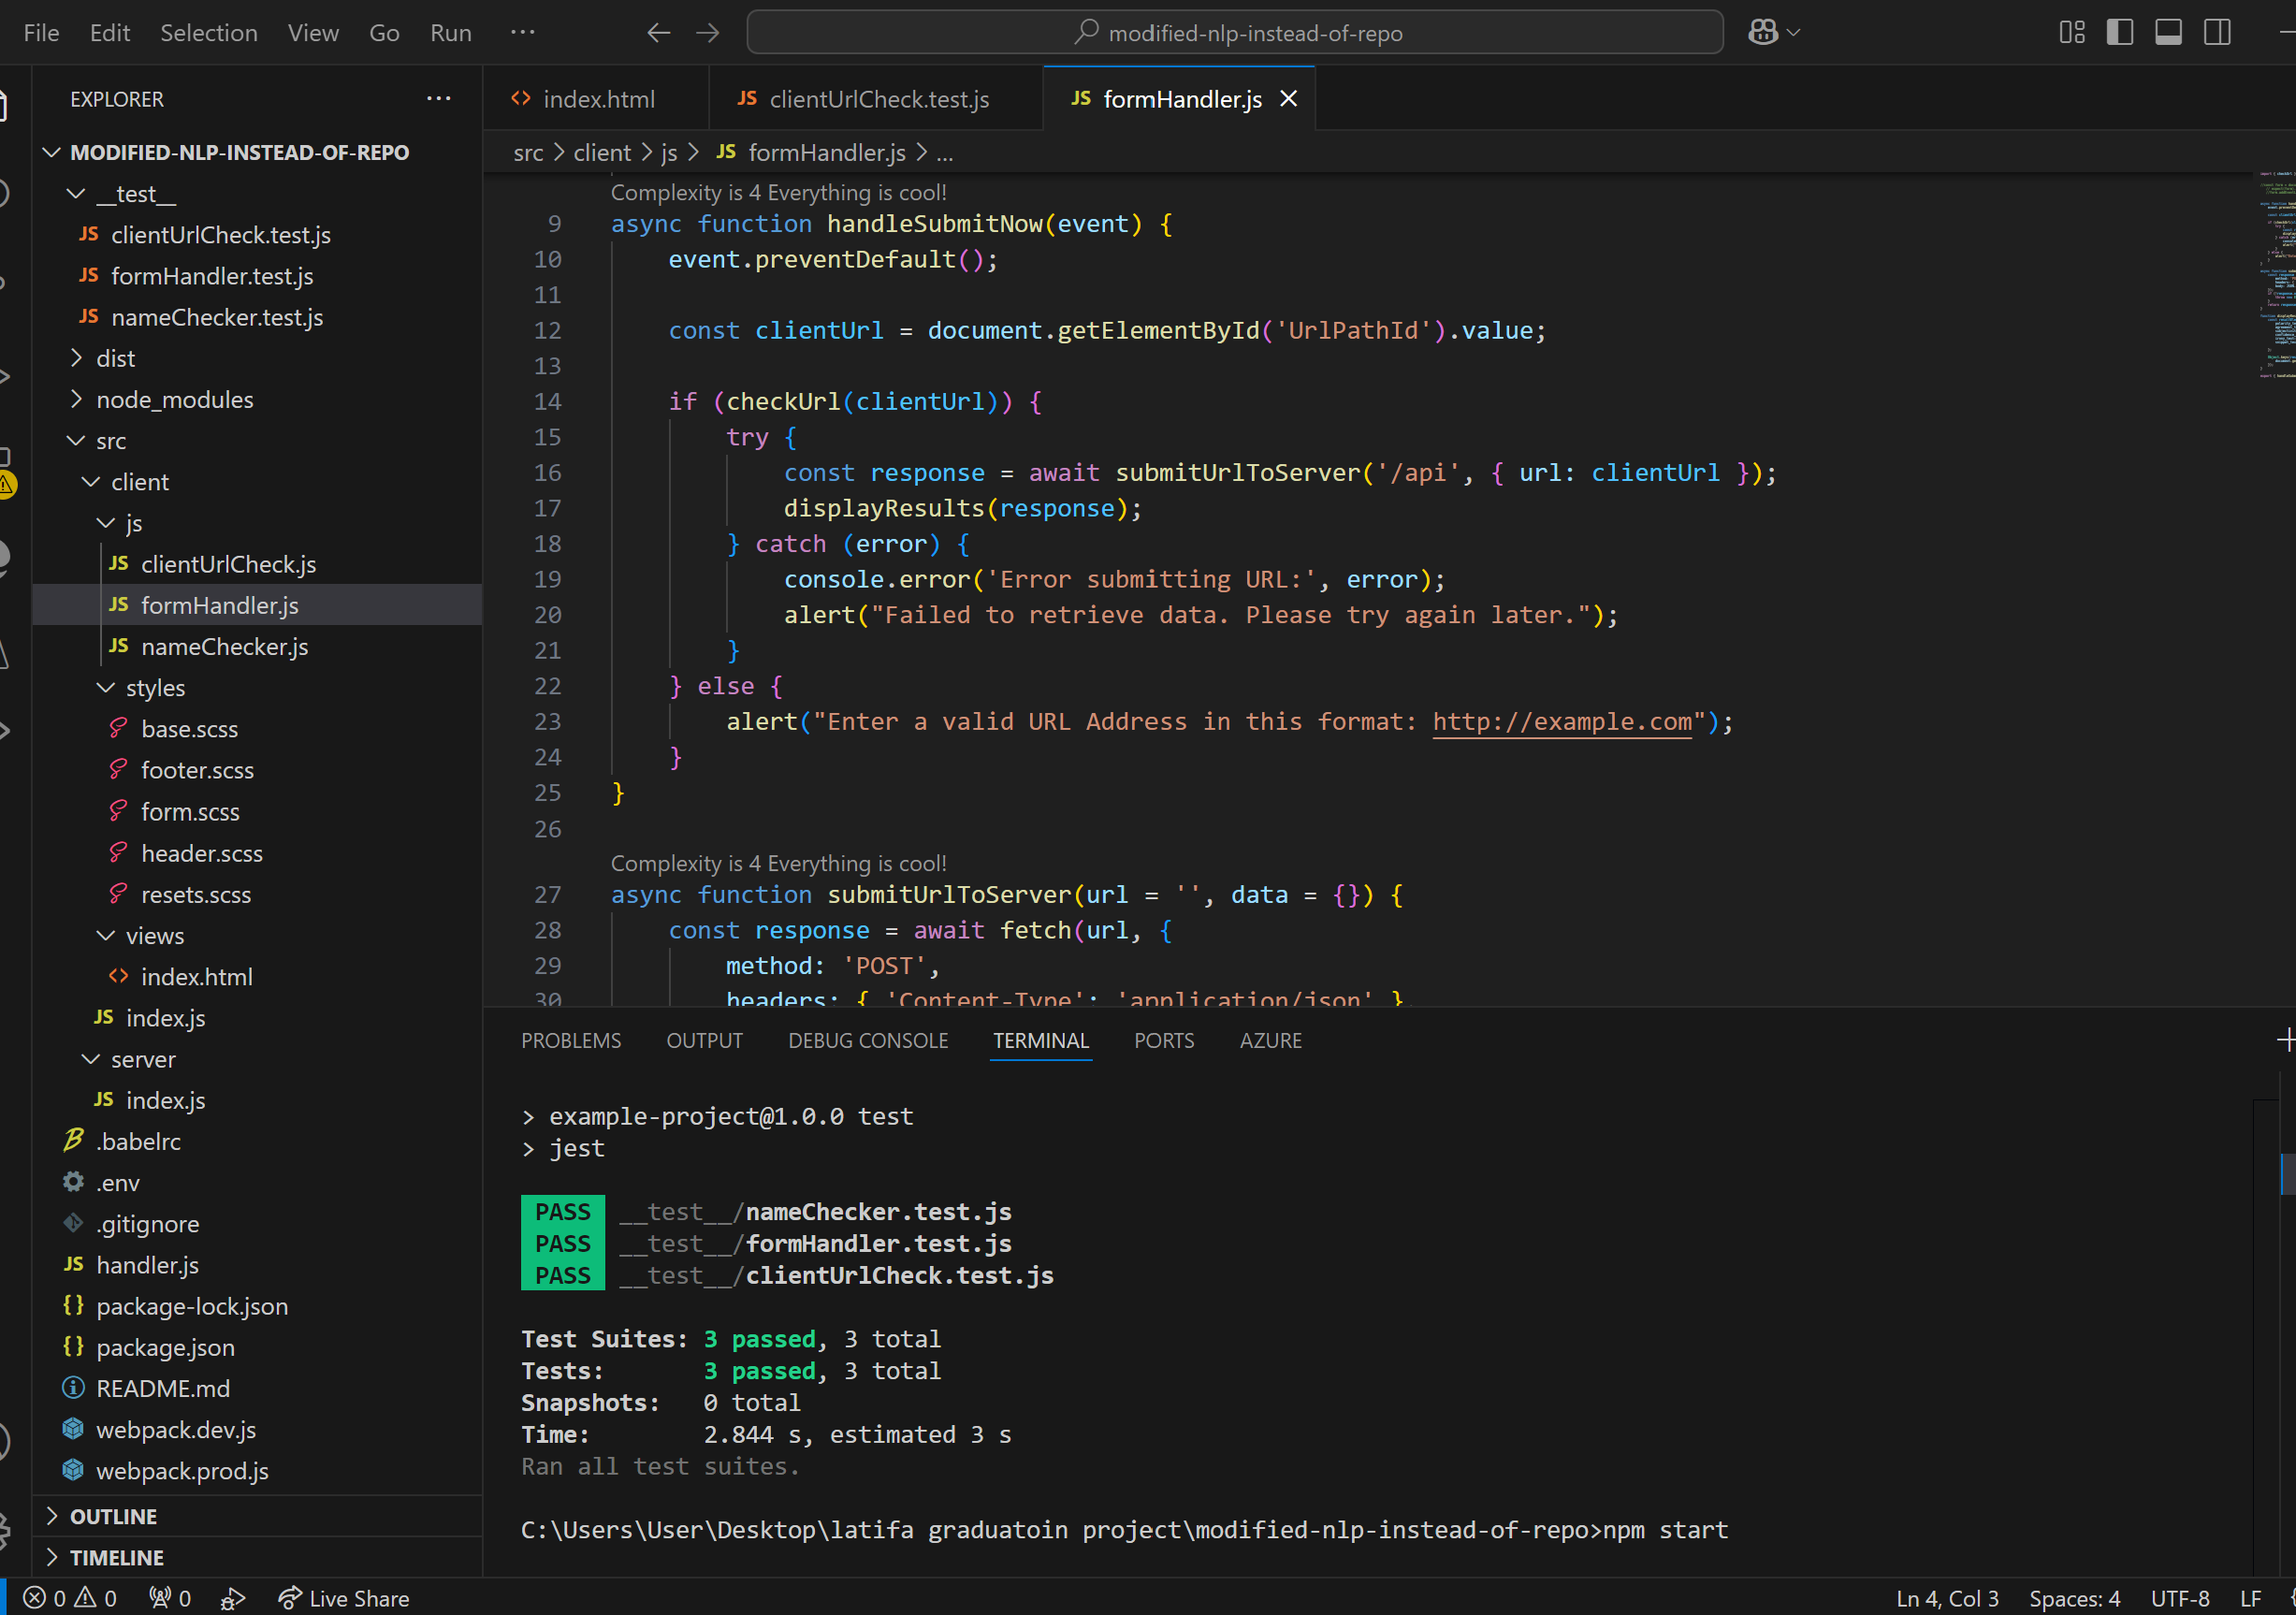 File Edit Selection View Go Run ··· modified-nlp-instead-of-repo
EXPLORER ···
MODIFIED-NLP-INSTEAD-OF-REPO
__test__
JS clientUrlCheck.test.js
JS formHandler.test.js
JS nameChecker.test.js
dist
node_modules
src
client
js
JS clientUrlCheck.js
JS formHandler.js
JS nameChecker.js
styles
base.scss
footer.scss
form.scss
header.scss
resets.scss
views
<> index.html
JS index.js
server
JS index.js
.babelrc
.env
.gitignore
JS handler.js
{} package-lock.json
{} package.json
README.md
webpack.dev.js
webpack.prod.js
OUTLINE
TIMELINE
<> index.html JS clientUrlCheck.test.js JS formHandler.js
src > client > js > JS formHandler.js > ...
Complexity is 4 Everything is cool!
9 async function handleSubmitNow(event) {
10 event.preventDefault();
11
12 const clientUrl = document.getElementById('UrlPathId').value;
13
14 if (checkUrl(clientUrl)) {
15 try {
16 const response = await submitUrlToServer('/api', { url: clientUrl });
17 displayResults(response);
18 } catch (error) {
19 console.error('Error submitting URL:', error);
20 alert("Failed to retrieve data. Please try again later.");
21 }
22 } else {
23 alert("Enter a valid URL Address in this format: http://example.com");
24 }
25 }
26
Complexity is 4 Everything is cool!
27 async function submitUrlToServer(url = '', data = {}) {
28 const response = await fetch(url, {
29 method: 'POST',
30 headers: { 'Content-Type': 'application/json' }
PROBLEMS OUTPUT DEBUG CONSOLE TERMINAL PORTS AZURE
> example-project@1.0.0 test
> jest
PASS __test__/nameChecker.test.js
PASS __test__/formHandler.test.js
PASS __test__/clientUrlCheck.test.js
Test Suites: 3 passed, 3 total
Tests: 3 passed, 3 total
Snapshots: 0 total
Time: 2.844 s, estimated 3 s
Ran all test suites.
C:\Users\User\Desktop\latifa graduatoin project\modified-nlp-instead-of-repo>npm start
0 0 0 Live Share Ln 4, Col 3 Spaces: 4 UTF-8 LF